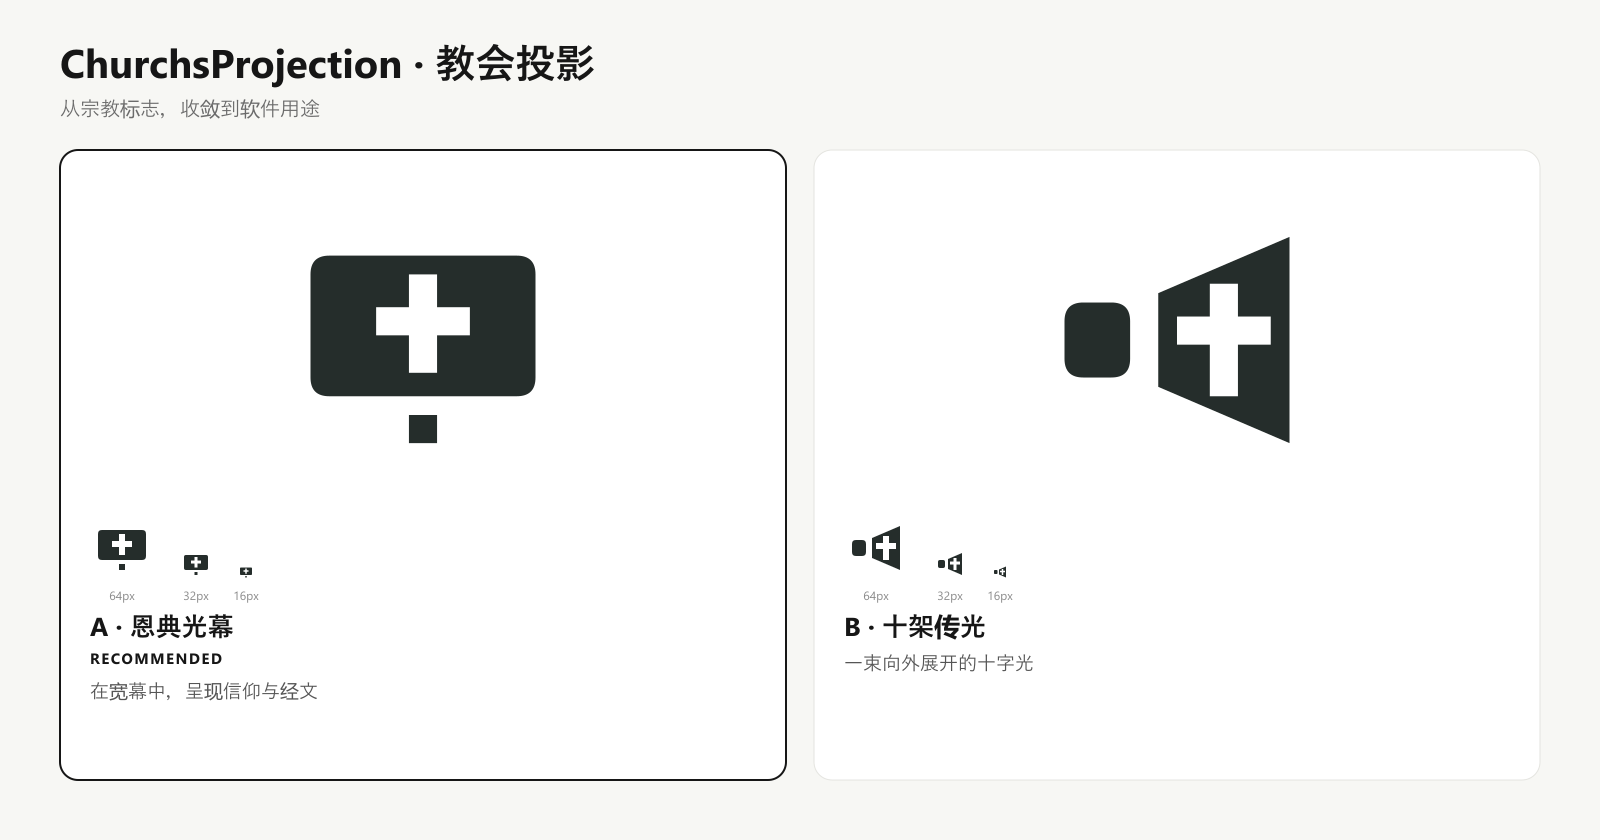 ChurchsProjection · 教会投影
从宗教标志，收敛到软件用途
64px 32px 16px
A · 恩典光幕
RECOMMENDED
在宽幕中，呈现信仰与经文
64px 32px 16px
B · 十架传光
一束向外展开的十字光